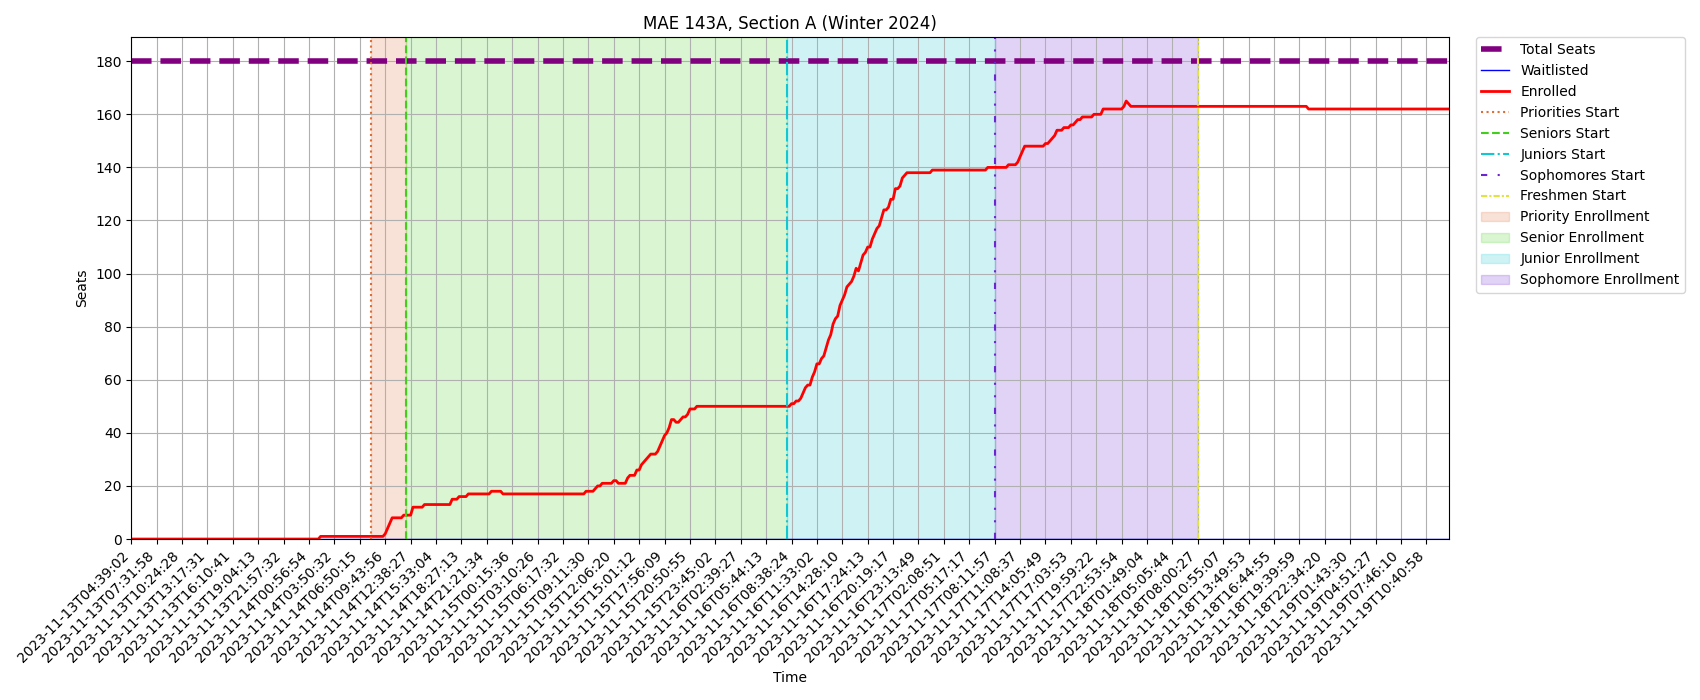 MAE 143A, Section A (Winter 2024)
Total Seats
Waitlisted
Enrolled
Priorities Start
Seniors Start
Juniors Start
Sophomores Start
Freshmen Start
Priority Enrollment
Senior Enrollment
Junior Enrollment
Sophomore Enrollment
Seats
180
160
140
120
100
80
60
40
20
0
2023-11-13T04:39:02
2023-11-13T07:31:58
2023-11-13T10:24:28
2023-11-13T13:17:31
2023-11-13T16:10:41
2023-11-13T19:04:13
2023-11-13T21:57:32
2023-11-14T00:56:54
2023-11-14T03:50:32
2023-11-14T06:50:15
2023-11-14T09:43:56
2023-11-14T12:38:27
2023-11-14T15:33:04
2023-11-14T18:27:13
2023-11-14T21:21:34
2023-11-15T00:15:36
2023-11-15T03:10:26
2023-11-15T06:17:32
2023-11-15T09:11:30
2023-11-15T12:06:20
2023-11-15T15:01:12
2023-11-15T17:56:09
2023-11-15T20:50:55
2023-11-15T23:45:02
2023-11-16T02:39:27
2023-11-16T05:44:13
2023-11-16T08:38:24
2023-11-16T11:33:02
2023-11-16T14:28:10
2023-11-16T17:24:13
2023-11-16T20:19:17
2023-11-16T23:13:49
2023-11-17T02:08:51
2023-11-17T05:17:17
2023-11-17T08:11:57
2023-11-17T11:08:37
2023-11-17T14:05:49
2023-11-17T17:03:53
2023-11-17T19:59:22
2023-11-17T22:53:54
2023-11-18T01:49:04
2023-11-18T05:05:44
2023-11-18T08:00:27
2023-11-18T10:55:07
2023-11-18T13:49:53
2023-11-18T16:44:55
2023-11-18T19:39:59
2023-11-18T22:34:20
2023-11-19T01:43:30
2023-11-19T04:51:27
2023-11-19T07:46:10
2023-11-19T10:40:58
Time